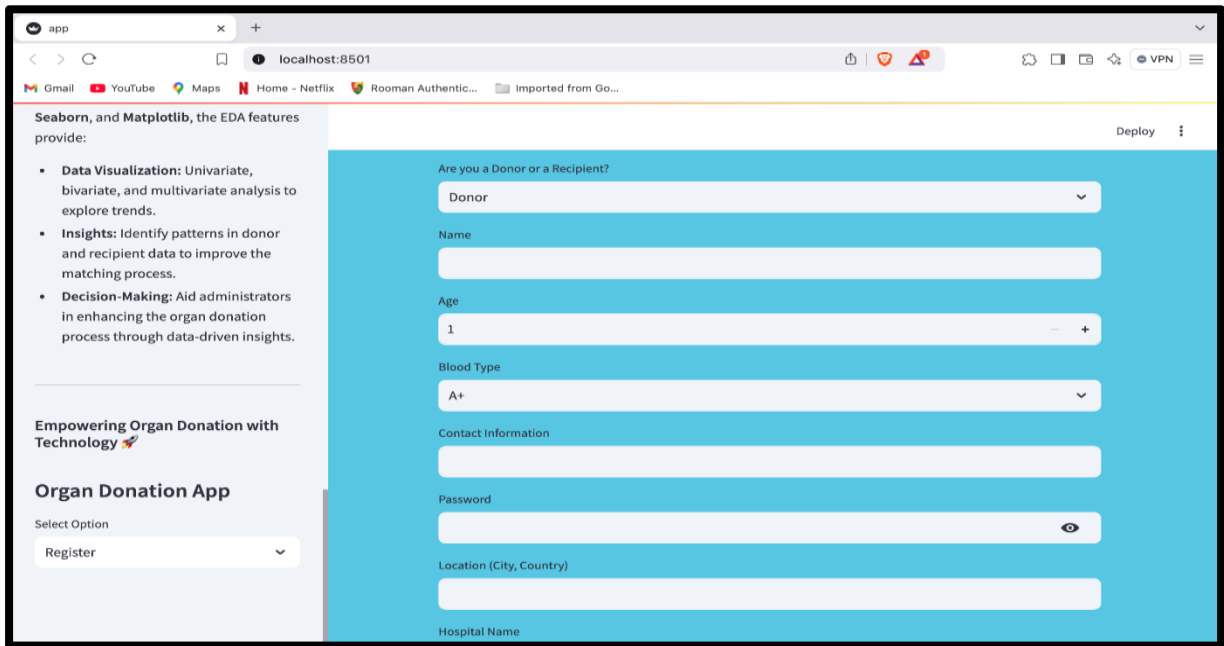 app
localhost:8501
1
VPN
Gmail
YouTube
Maps
Home - Netflix
Rooman Authentic...
Imported from Go...
Seaborn, and Matplotlib, the EDA features
provide:
• Data Visualization: Univariate,
bivariate, and multivariate analysis to
explore trends.
• Insights: Identify patterns in donor
and recipient data to improve the
matching process.
• Decision-Making: Aid administrators
in enhancing the organ donation
process through data-driven insights.
Empowering Organ Donation with
Technology 🚀
Organ Donation App
Select Option
Register
Deploy
Are you a Donor or a Recipient?
Donor
Name
Age
1
Blood Type
A+
Contact Information
Password
Location (City, Country)
Hospital Name